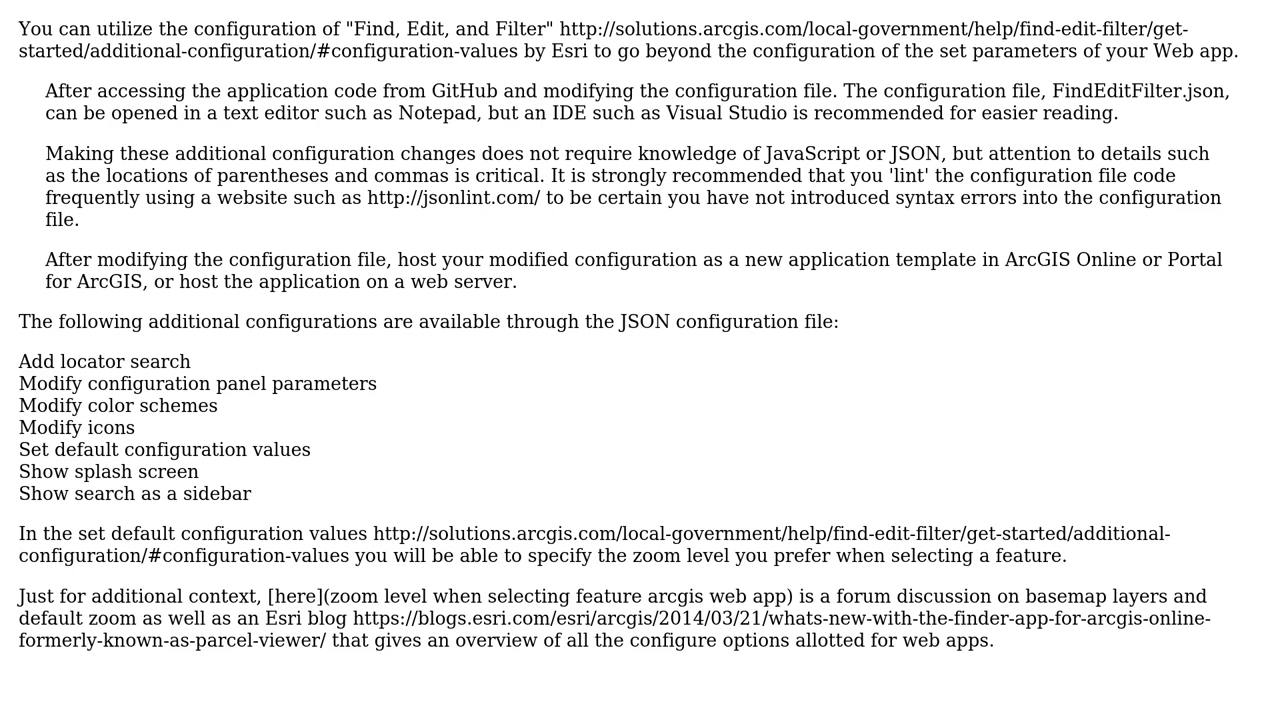 You can utilize the configuration of "Find, Edit, and Filter" http://solutions.arcgis.com/local-government/help/find-edit-filter/get-
started/additional-configuration/#configuration-values by Esri to go beyond the configuration of the set parameters of your Web app.
After accessing the application code from GitHub and modifying the configuration file. The configuration file, FindEditFilter.json,
can be opened in a text editor such as Notepad, but an IDE such as Visual Studio is recommended for easier reading.
Making these additional configuration changes does not require knowledge of JavaScript or JSON, but attention to details such
as the locations of parentheses and commas is critical. It is strongly recommended that you 'lint' the configuration file code
frequently using a website such as http://jsonlint.com/ to be certain you have not introduced syntax errors into the configuration
file.
After modifying the configuration file, host your modified configuration as a new application template in ArcGIS Online or Portal
for ArcGIS, or host the application on a web server.
The following additional configurations are available through the JSON configuration file:
Add locator search
Modify configuration panel parameters
Modify color schemes
Modify icons
Set default configuration values
Show splash screen
Show search as a sidebar
In the set default configuration values http://solutions.arcgis.com/local-government/help/find-edit-filter/get-started/additional-
configuration/#configuration-values you will be able to specify the zoom level you prefer when selecting a feature.
Just for additional context, [here](zoom level when selecting feature arcgis web app) is a forum discussion on basemap layers and
default zoom as well as an Esri blog https://blogs.esri.com/esri/arcgis/2014/03/21/whats-new-with-the-finder-app-for-arcgis-online-
formerly-known-as-parcel-viewer/ that gives an overview of all the configure options allotted for web apps.